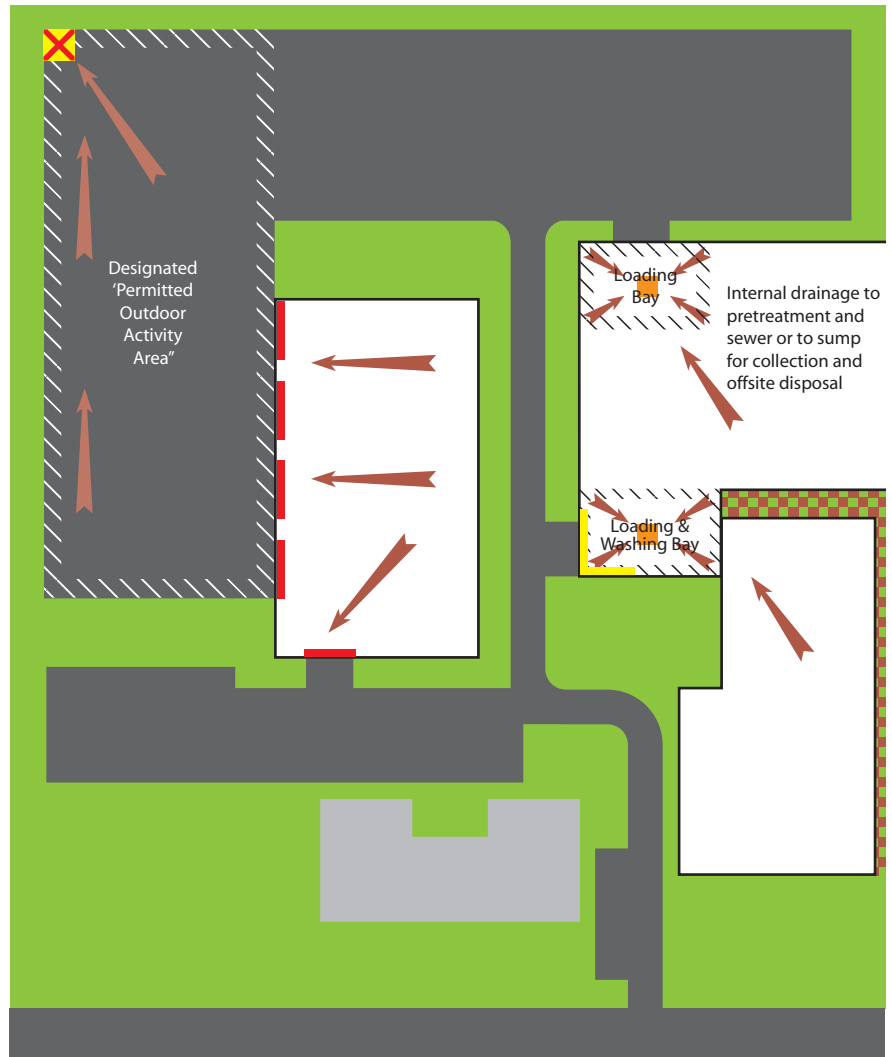 Designated
‘Permitted
Outdoor
Activity
Area”
Loading
Bay
Internal drainage to
pretreatment and
sewer or to sump
for collection and
offsite disposal
Loading &
Washing Bay